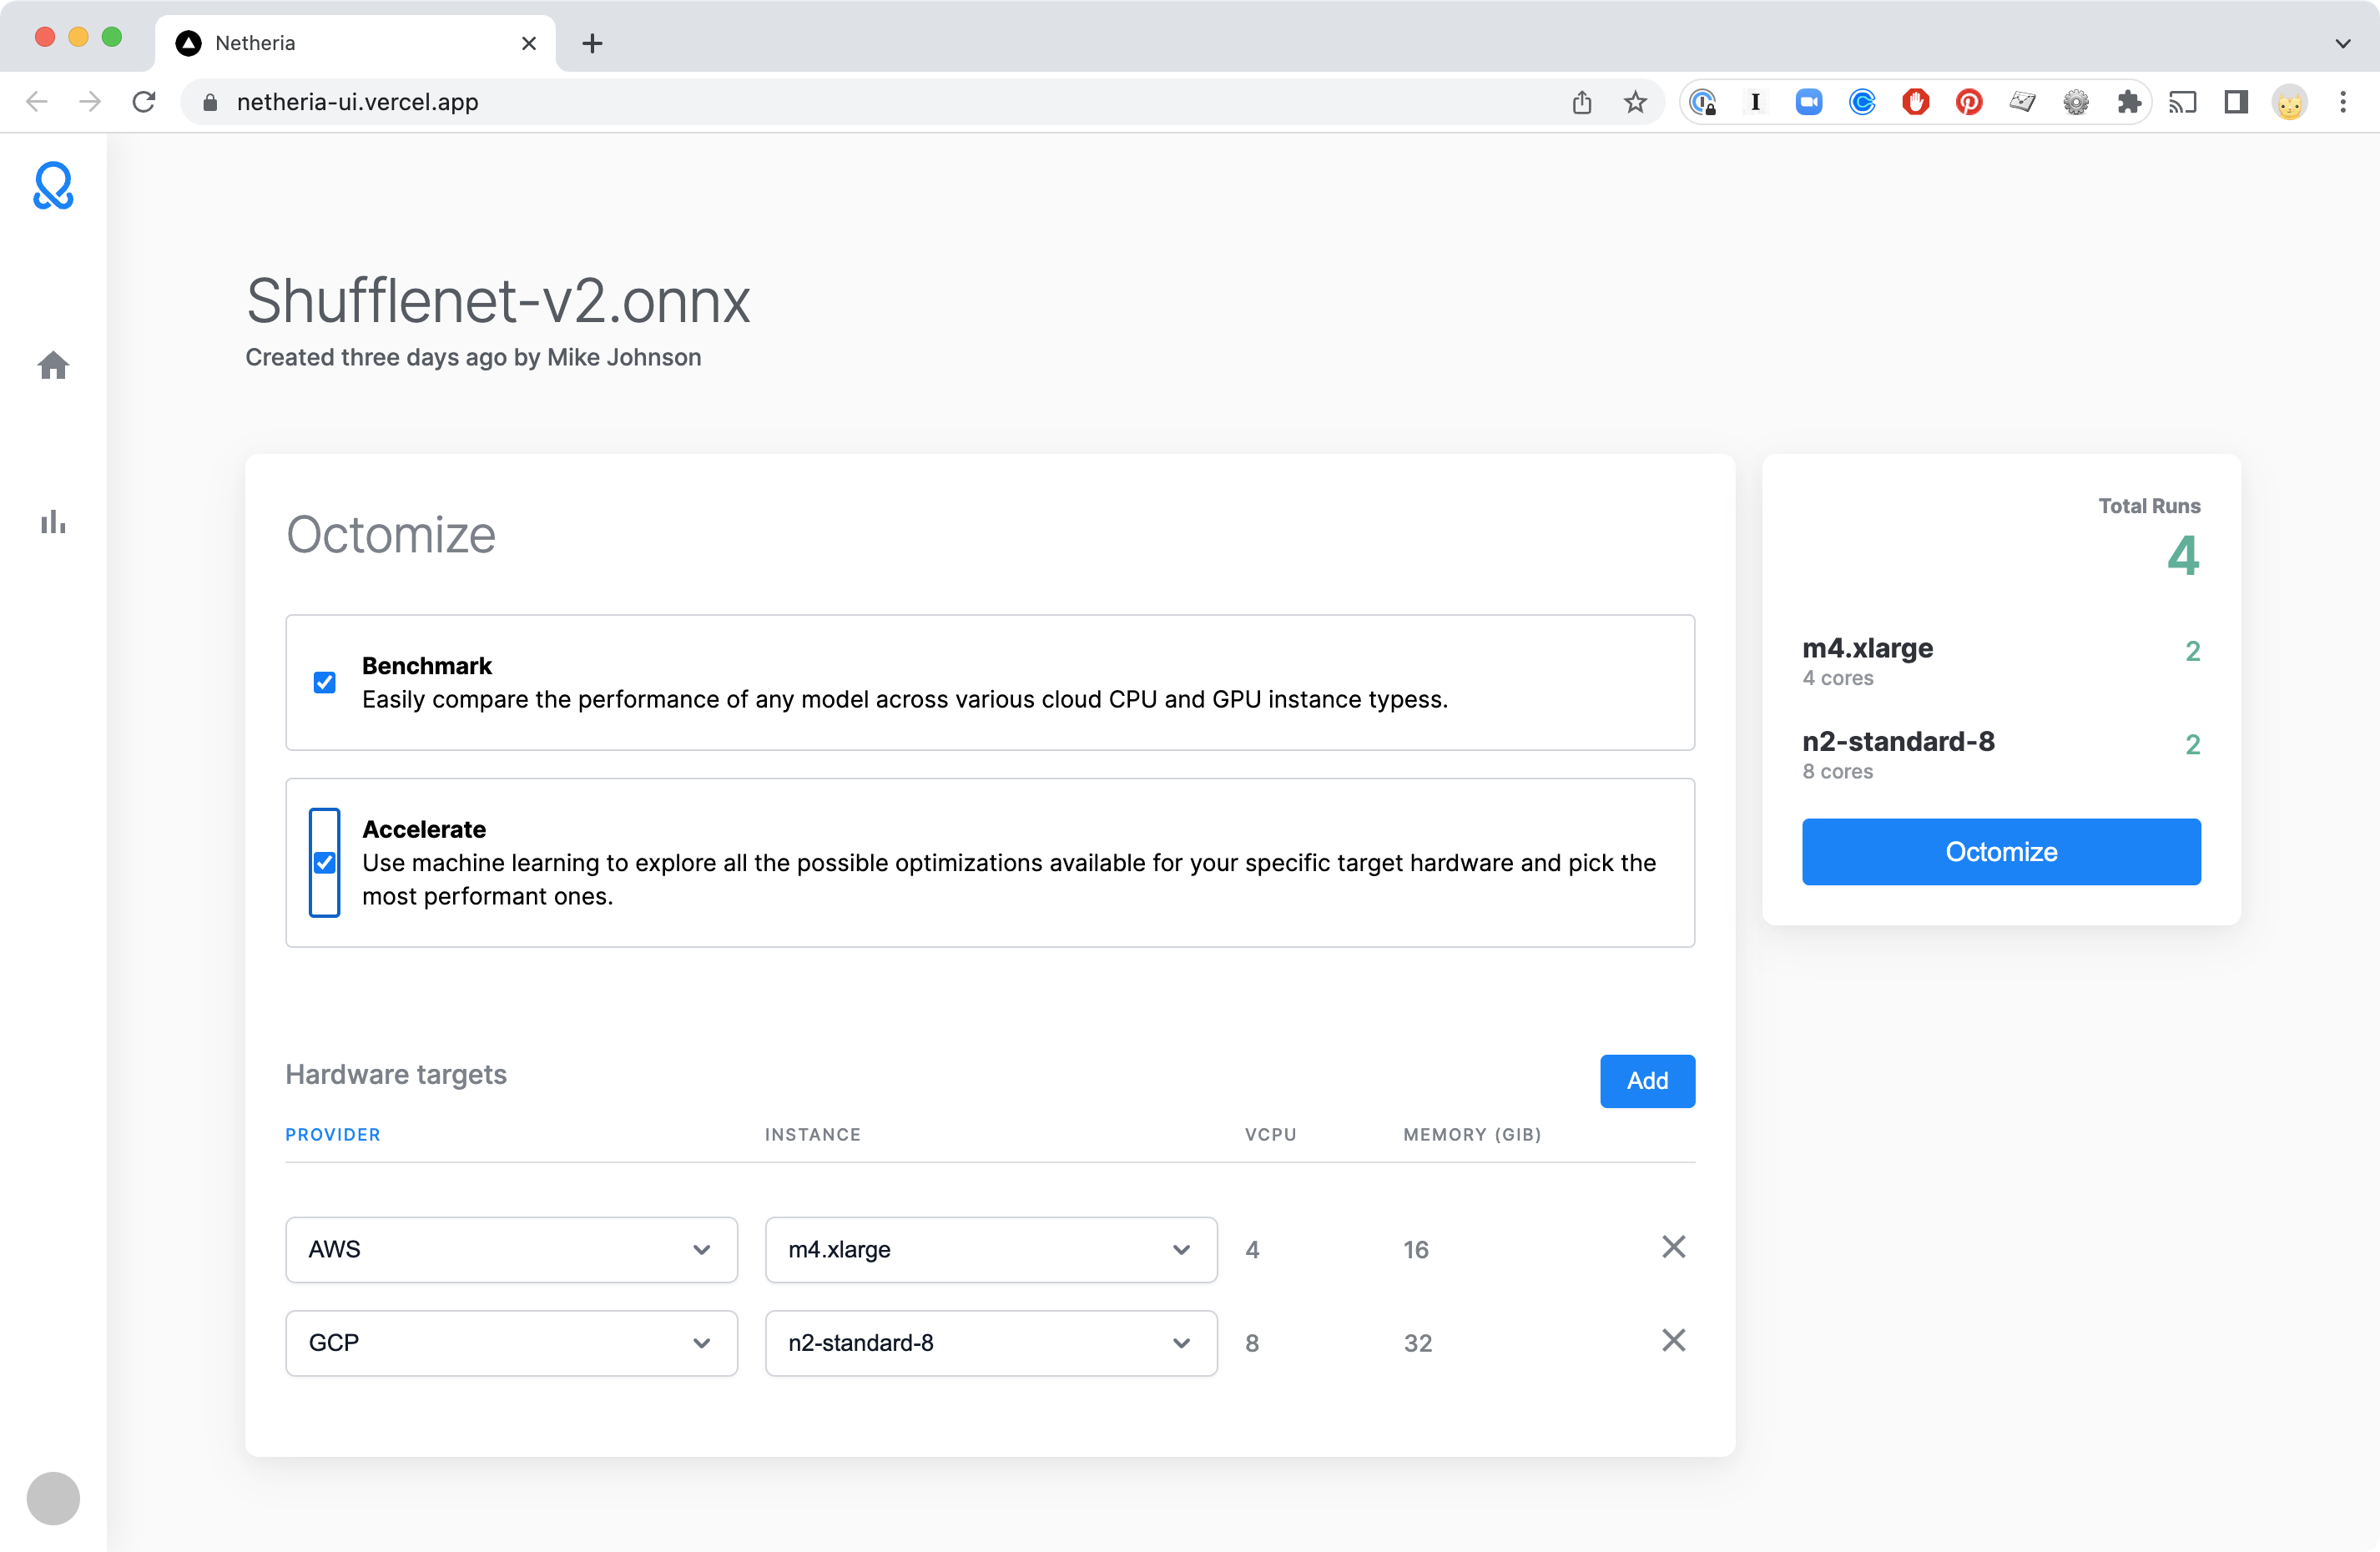 Netheria
netheria-ui.vercel.app
Shufflenet-v2.onnx
Created three days ago by Mike Johnson
Octomize
Benchmark
Easily compare the performance of any model across various cloud CPU and GPU instance typess.
Accelerate
Use machine learning to explore all the possible optimizations available for your specific target hardware and pick the
most performant ones.
Hardware targets
Add
PROVIDER INSTANCE VCPU MEMORY (GIB)
AWS m4.xlarge 4 16
GCP n2-standard-8 8 32
Total Runs
4
m4.xlarge 2
4 cores
n2-standard-8 2
8 cores
Octomize